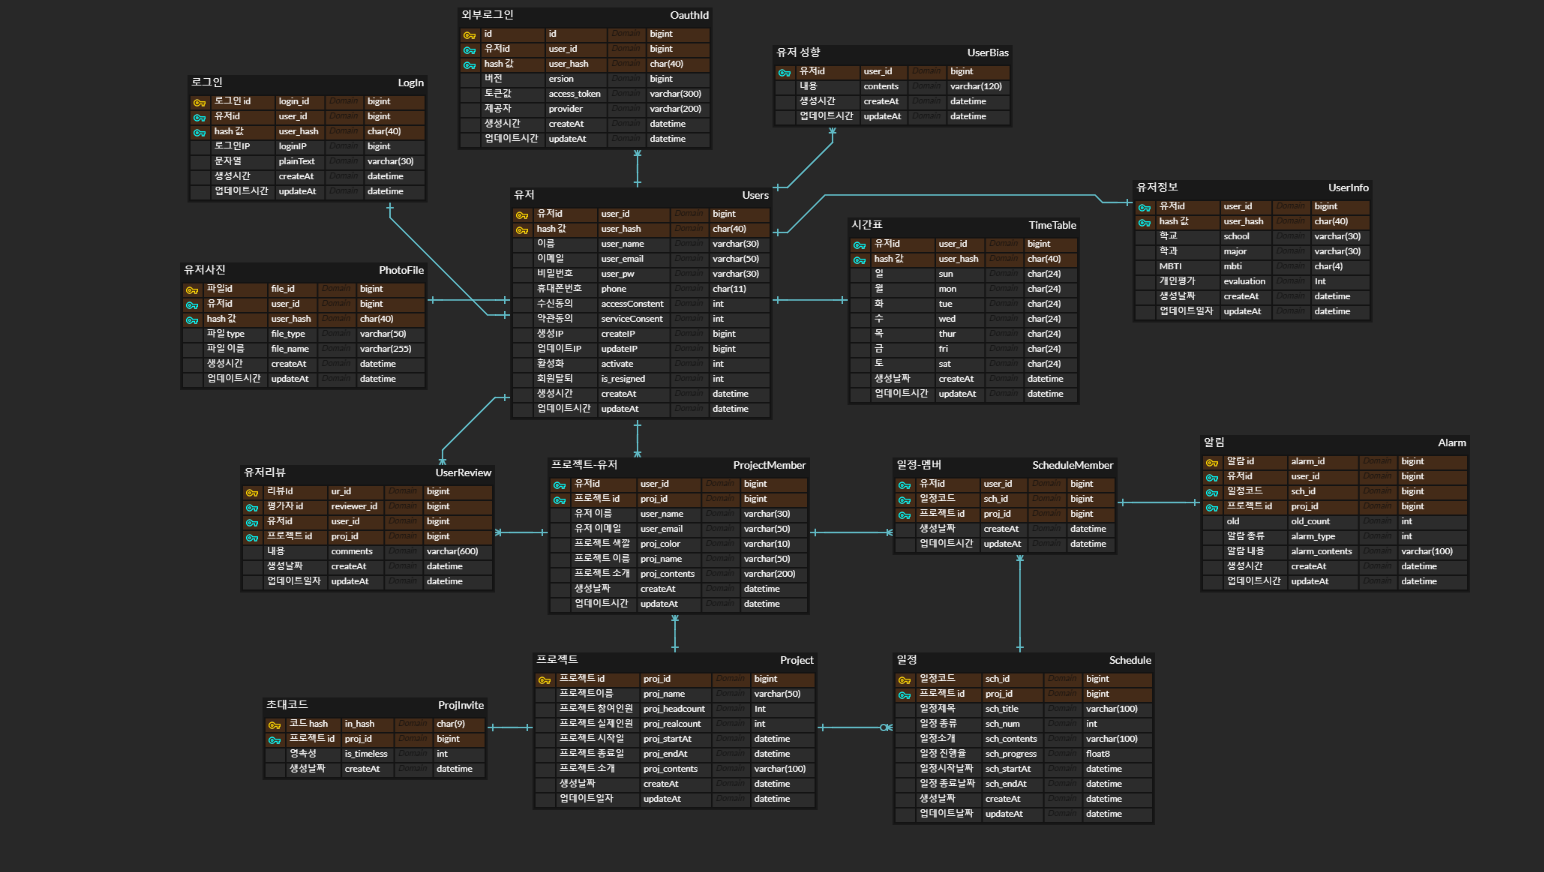 외부로그인 OauthId
id id Domain bigint
유저id user_id Domain bigint
hash 값 user_hash Domain char(40)
버전 ersion Domain bigint
토큰값 access_token Domain varchar(300)
제공자 provider Domain varchar(200)
생성시간 createAt Domain datetime
업데이트시간 updateAt Domain datetime
유저 성향 UserBias
유저id user_id Domain bigint
내용 contents Domain varchar(120)
생성시간 createAt Domain datetime
업데이트시간 updateAt Domain datetime
로그인 LogIn
로그인 id login_id Domain bigint
유저id user_id Domain bigint
hash 값 user_hash Domain char(40)
로그인IP loginIP Domain bigint
문자열 plainText Domain varchar(30)
생성시간 createAt Domain datetime
업데이트시간 updateAt Domain datetime
유저 Users
유저id user_id Domain bigint
hash 값 user_hash Domain char(40)
이름 user_name Domain varchar(30)
이메일 user_email Domain varchar(50)
비밀번호 user_pw Domain varchar(30)
휴대폰번호 phone Domain char(11)
수신동의 accessConstent Domain int
약관동의 serviceConsent Domain int
생성IP createIP Domain bigint
업데이트IP updateIP Domain bigint
활성화 activate Domain int
회원탈퇴 is_resigned Domain int
생성시간 createAt Domain datetime
업데이트시간 updateAt Domain datetime
유저정보 UserInfo
유저id user_id Domain bigint
hash 값 user_hash Domain char(40)
학교 school Domain varchar(30)
학과 major Domain varchar(30)
MBTI mbti Domain char(4)
개인평가 evaluation Domain Int
생성날짜 createAt Domain datetime
업데이트일자 updateAt Domain datetime
시간표 TimeTable
유저id user_id Domain bigint
hash 값 user_hash Domain char(40)
일 sun Domain char(24)
월 mon Domain char(24)
화 tue Domain char(24)
수 wed Domain char(24)
목 thur Domain char(24)
금 fri Domain char(24)
토 sat Domain char(24)
생성날짜 createAt Domain datetime
업데이트시간 updateAt Domain datetime
유저사진 PhotoFile
파일id file_id Domain bigint
유저id user_id Domain bigint
hash 값 user_hash Domain char(40)
파일 type file_type Domain varchar(50)
파일 이름 file_name Domain varchar(255)
생성시간 createAt Domain datetime
업데이트시간 updateAt Domain datetime
유저리뷰 UserReview
리뷰Id ur_id Domain bigint
평가자 id reviewer_id Domain bigint
유저id user_id Domain bigint
프로젝트 id proj_id Domain bigint
내용 comments Domain varchar(600)
생성날짜 createAt Domain datetime
업데이트일자 updateAt Domain datetime
프로젝트-유저 ProjectMember
유저id user_id Domain bigint
프로젝트 id proj_id Domain bigint
유저 이름 user_name Domain varchar(30)
유저 이메일 user_email Domain varchar(50)
프로젝트 색깔 proj_color Domain varchar(10)
프로젝트 이름 proj_name Domain varchar(50)
프로젝트 소개 proj_contents Domain varchar(200)
생성날짜 createAt Domain datetime
업데이트시간 updateAt Domain datetime
일정-멤버 ScheduleMember
유저id user_id Domain bigint
일정코드 sch_id Domain bigint
프로젝트 id proj_id Domain bigint
생성날짜 createAt Domain datetime
업데이트시간 updateAt Domain datetime
알림 Alarm
알람 id alarm_id Domain bigint
유저id user_id Domain bigint
일정코드 sch_id Domain bigint
프로젝트 id proj_id Domain bigint
old old_count Domain int
알람 종류 alarm_type Domain int
알람 내용 alarm_contents Domain varchar(100)
생성시간 createAt Domain datetime
업데이트시간 updateAt Domain datetime
초대코드 ProjInvite
코드 hash in_hash Domain char(9)
프로젝트 id proj_id Domain bigint
영속성 is_timeless Domain int
생성날짜 createAt Domain datetime
프로젝트 Project
프로젝트 id proj_id Domain bigint
프로젝트이름 proj_name Domain varchar(50)
프로젝트 참여인원 proj_headcount Domain Int
프로젝트 실제인원 proj_realcount Domain int
프로젝트 시작일 proj_startAt Domain datetime
프로젝트 종료일 proj_endAt Domain datetime
프로젝트 소개 proj_contents Domain varchar(100)
생성날짜 createAt Domain datetime
업데이트일자 updateAt Domain datetime
일정 Schedule
일정코드 sch_id Domain bigint
프로젝트 id proj_id Domain bigint
일정제목 sch_title Domain varchar(100)
일정 종류 sch_num Domain int
일정소개 sch_contents Domain varchar(100)
일정 진행율 sch_progress Domain float8
일정시작날짜 sch_startAt Domain datetime
일정 종료날짜 sch_endAt Domain datetime
생성날짜 createAt Domain datetime
업데이트날짜 updateAt Domain datetime